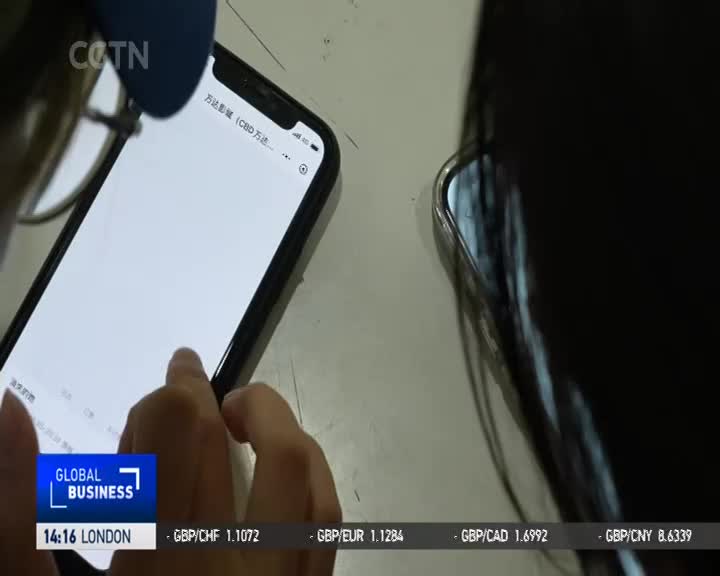 CGTN
万达影城（CBD万达...
GLOBAL
BUSINESS
14:16 LONDON
- GBP/CHF 1.1072
- GBP/EUR 1.1284
- GBP/CAD 1.6992
- GBP/CNY 8.6339